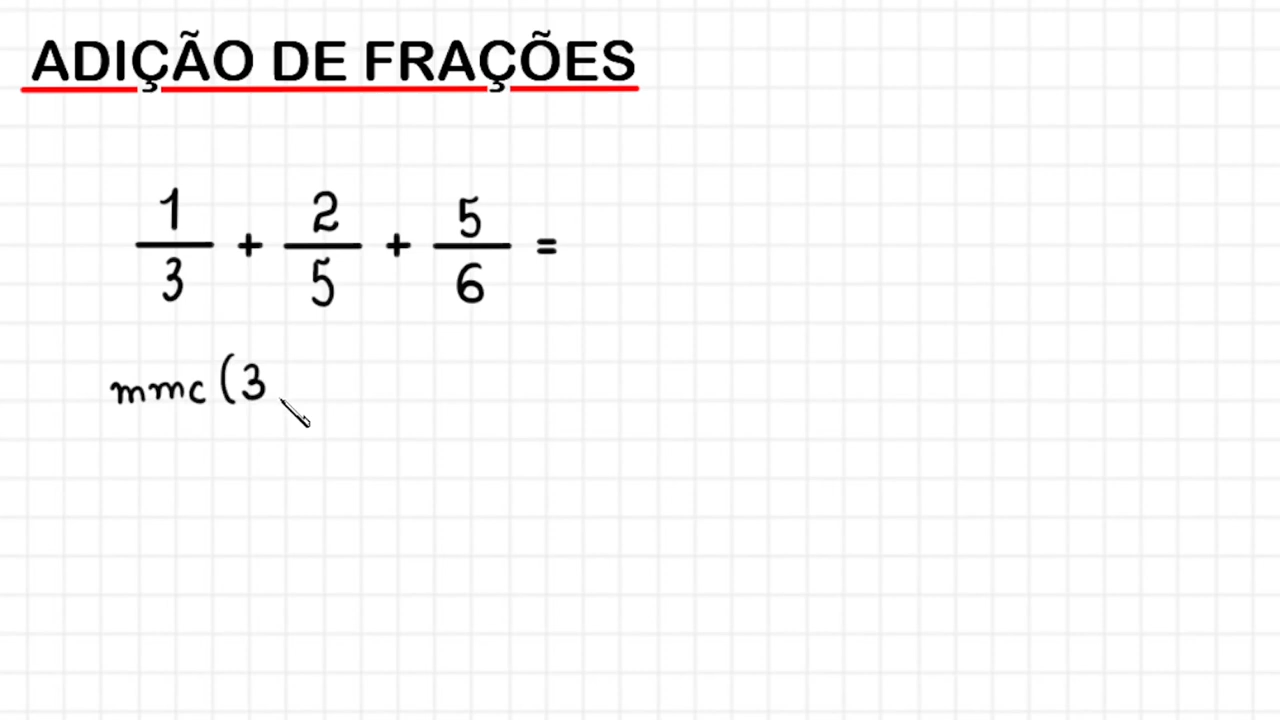 ADIÇÃO DE FRAÇÕES
1/3 + 2/5 + 5/6 =
mmc (3